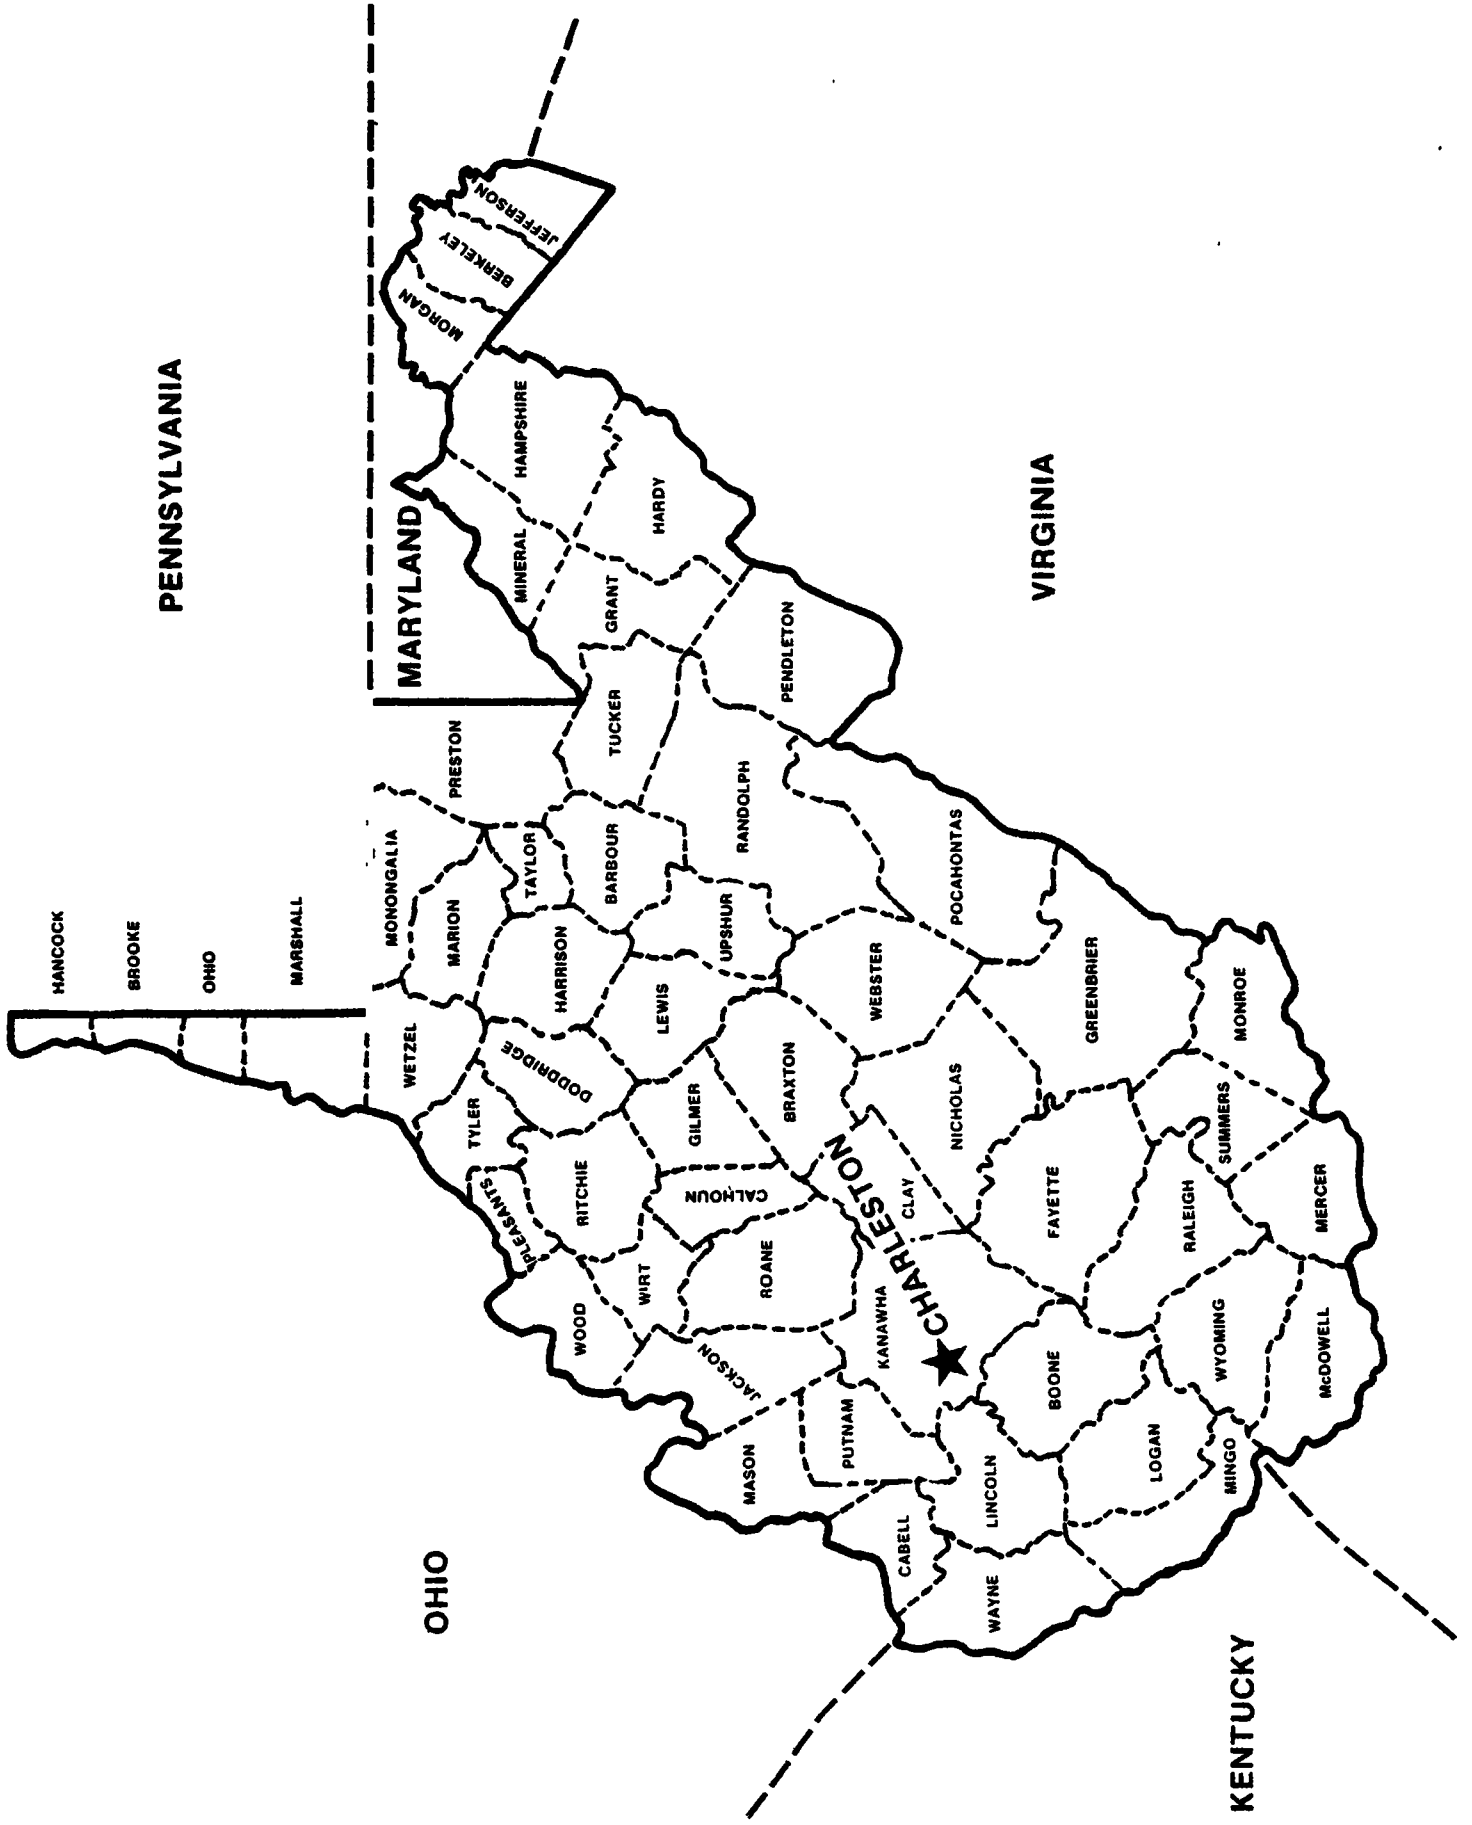 HANCOCK
BROOKE
OHIO
MARSHALL
PENNSYLVANIA
MARYLAND
VIRGINIA
OHIO
KENTUCKY
WETZEL
MONONGALIA
MARION
PRESTON
TYLER
PLEASANTS
DODDRIDGE
HARRISON
TAYLOR
BARBOUR
TUCKER
GRANT
MINERAL
HAMPSHIRE
MORGAN
BERKELEY
JEFFERSON
HARDY
PENDLETON
RANDOLPH
UPSHUR
LEWIS
GILMER
RITCHIE
WOOD
WIRT
CALHOUN
ROANE
JACKSON
MASON
PUTNAM
KANAWHA
CHARLESTON
CLAY
BRAXTON
WEBSTER
POCAHONTAS
NICHOLAS
GREENBRIER
FAYETTE
CABELL
WAYNE
LINCOLN
BOONE
LOGAN
MINGO
WYOMING
RALEIGH
SUMMERS
MONROE
MERCER
McDOWELL